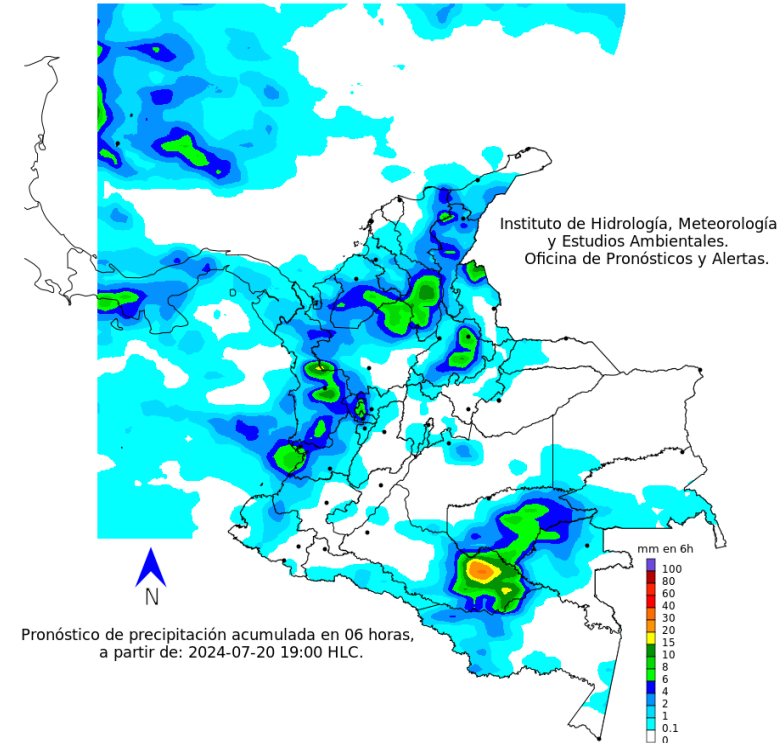 Instituto de Hidrología, Meteorología
y Estudios Ambientales.
Oficina de Pronósticos y Alertas.
mm en 6h
100
80
60
40
30
20
15
10
8
6
4
2
1
0.1
0
N
Pronóstico de precipitación acumulada en 06 horas,
a partir de: 2024-07-20 19:00 HLC.